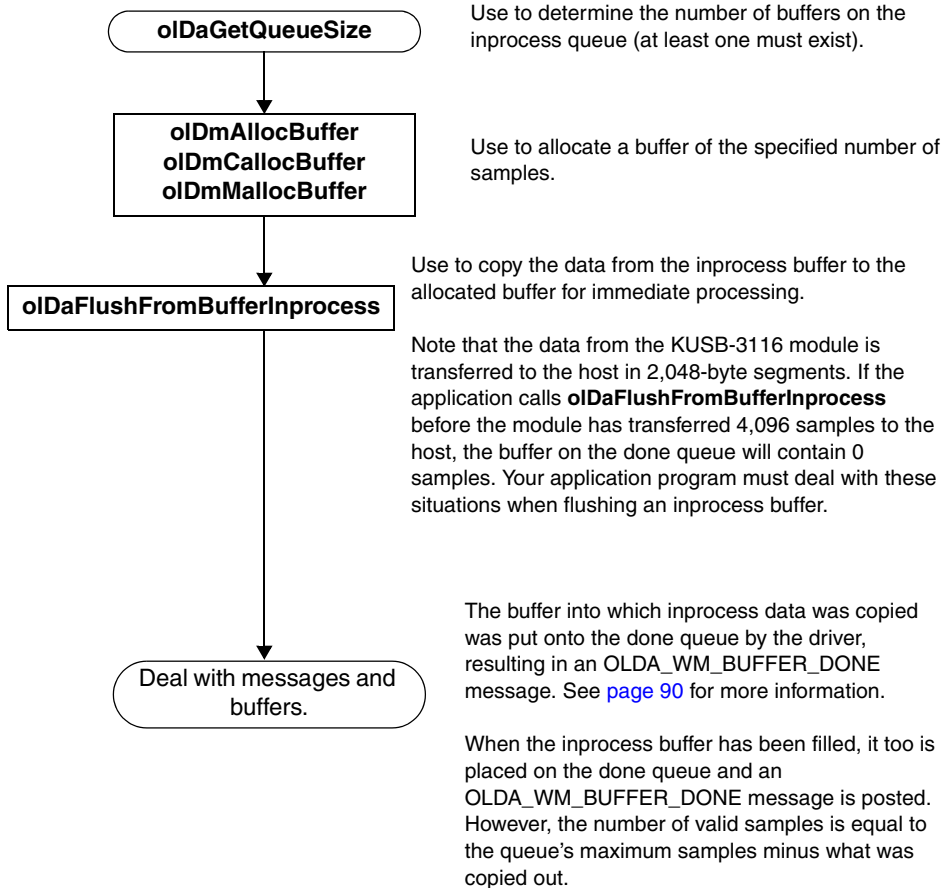 olDaGetQueueSize
Use to determine the number of buffers on the
inprocess queue (at least one must exist).
olDmAllocBuffer
olDmCallocBuffer
olDmMallocBuffer
Use to allocate a buffer of the specified number of
samples.
Use to copy the data from the inprocess buffer to the
allocated buffer for immediate processing.
olDaFlushFromBufferInprocess
Note that the data from the KUSB-3116 module is
transferred to the host in 2,048-byte segments. If the
application calls olDaFlushFromBufferInprocess
before the module has transferred 4,096 samples to the
host, the buffer on the done queue will contain 0
samples. Your application program must deal with these
situations when flushing an inprocess buffer.
The buffer into which inprocess data was copied
was put onto the done queue by the driver,
resulting in an OLDA_WM_BUFFER_DONE
message. See page 90 for more information.
Deal with messages and
buffers.
When the inprocess buffer has been filled, it too is
placed on the done queue and an
OLDA_WM_BUFFER_DONE message is posted.
However, the number of valid samples is equal to
the queue's maximum samples minus what was
copied out.